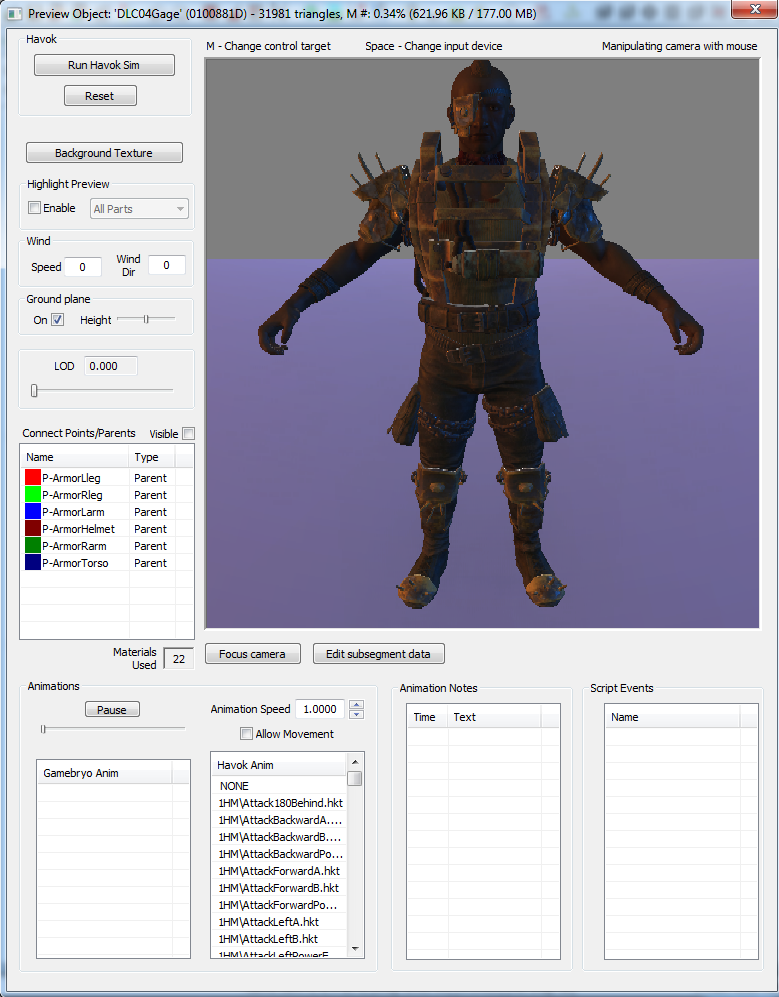 Preview Object: 'DLC04Gage' (0100881D) - 31981 triangles, M #: 0.34% (621.96 KB / 177.00 MB)
Havok
M - Change control target
Space - Change input device
Manipulating camera with mouse
Run Havok Sim
Reset
Background Texture
Highlight Preview
Enable
All Parts
Wind
Speed 0
Wind Dir 0
Ground plane
On
Height
LOD 0.000
Connect Points/Parents
Visible
Name Type
P-ArmorLleg Parent
P-ArmorRleg Parent
P-ArmorLarm Parent
P-ArmorHelmet Parent
P-ArmorRarm Parent
P-ArmorTorso Parent
Materials Used 22
Focus camera
Edit subsegment data
Animations
Pause
Animation Speed 1.0000
Allow Movement
Gamebryo Anim
Havok Anim
NONE
1HM\Attack180Behind.hkt
1HM\AttackBackwardA....
1HM\AttackBackwardB....
1HM\AttackBackwardPo...
1HM\AttackForwardA.hkt
1HM\AttackForwardB.hkt
1HM\AttackForwardPo...
1HM\AttackLeftA.hkt
1HM\AttackLeftB.hkt
1HM\AttackLeftPowerF...
Animation Notes
Time Text
Script Events
Name